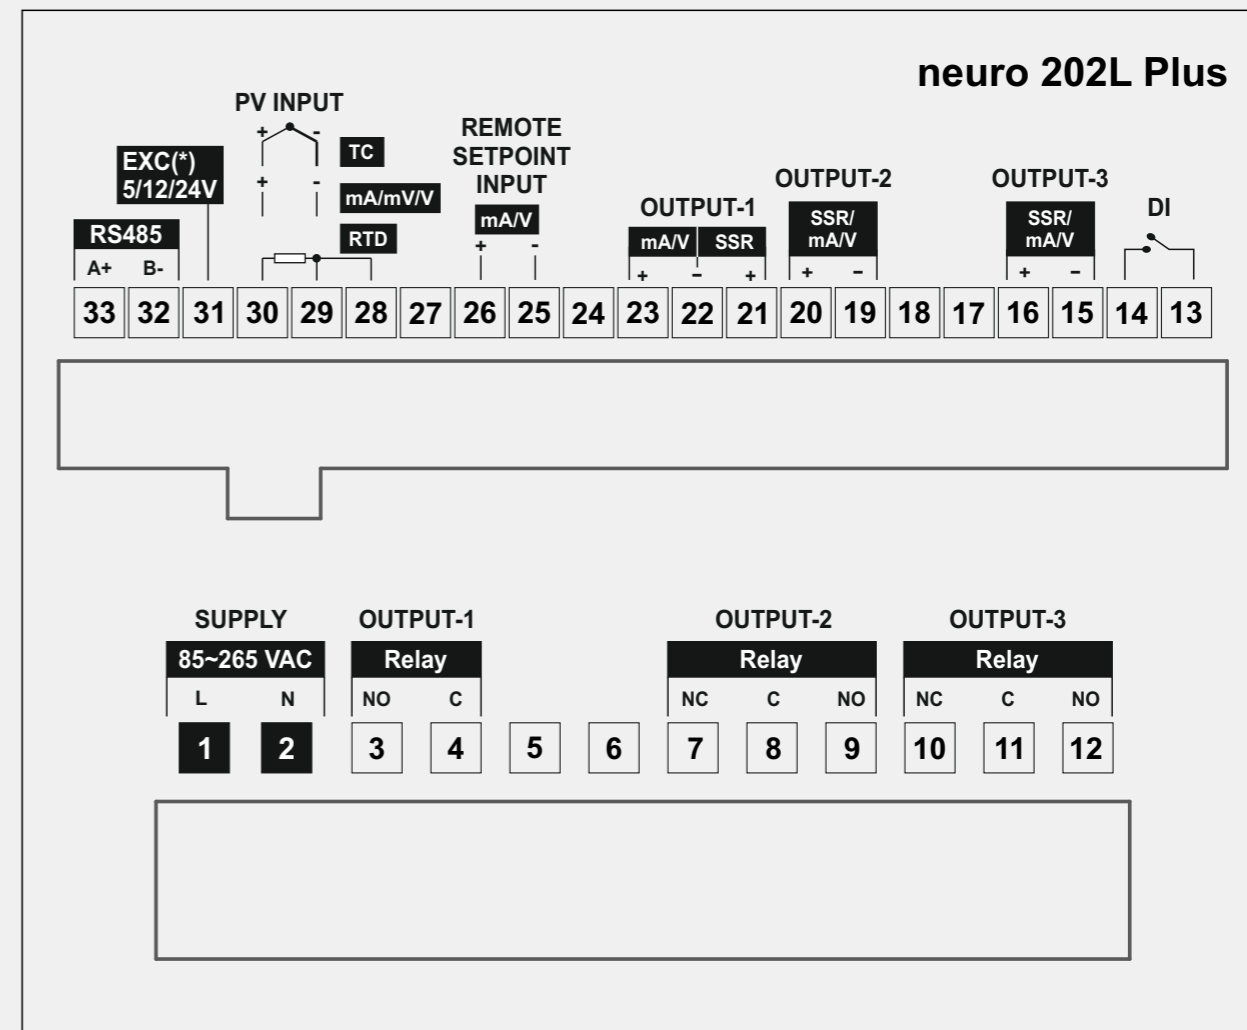 neuro 202L Plus
PV INPUT
+ -
TC
+ -
mA/mV/V
RTD
EXC(*)
5/12/24V
RS485
A+ B-
REMOTE
SETPOINT
INPUT
mA/V
+ -
OUTPUT-1
mA/V SSR
+ − +
OUTPUT-2
SSR/
mA/V
+ −
OUTPUT-3
SSR/
mA/V
+ −
DI
33 32 31 30 29 28 27 26 25 24 23 22 21 20 19 18 17 16 15 14 13
SUPPLY OUTPUT-1 OUTPUT-2 OUTPUT-3
85~265 VAC Relay Relay Relay
L N NO C NC C NO NC C NO
1 2 3 4 5 6 7 8 9 10 11 12